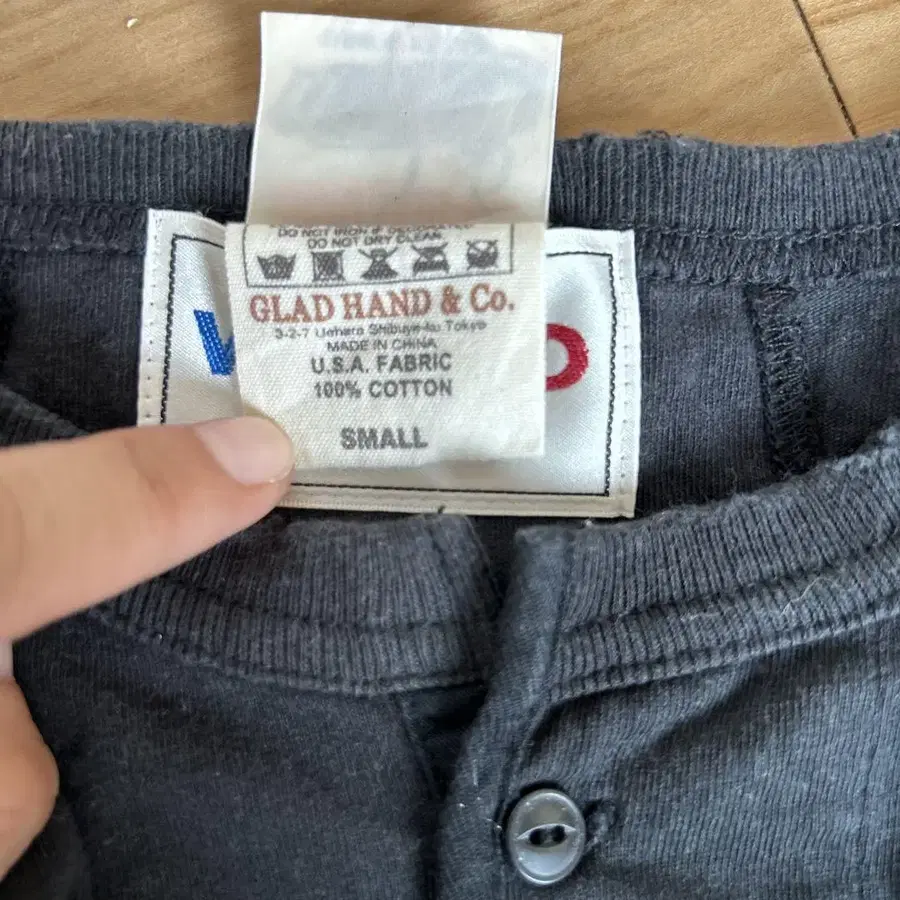 DO NOT DRY CLEAN
GLAD HAND & Co.
3-2-7 Uehara Shibuya-ku Tokyo
MADE IN CHINA
U.S.A. FABRIC
100% COTTON
SMALL